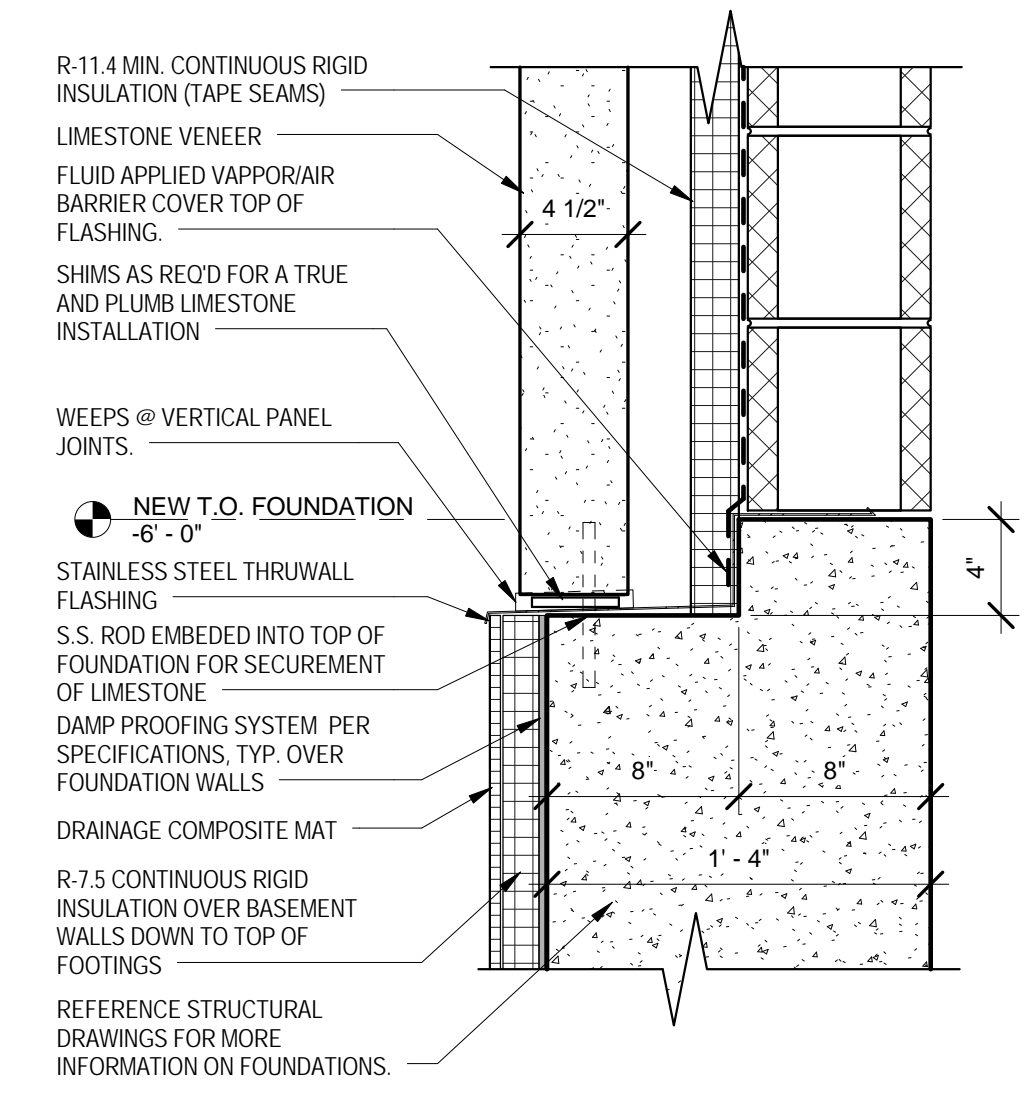 R-11.4 MIN. CONTINUOUS RIGID
INSULATION (TAPE SEAMS)
LIMESTONE VENEER
FLUID APPLIED VAPPOR/AIR
BARRIER COVER TOP OF
FLASHING.
4 1/2"
SHIMS AS REQ'D FOR A TRUE
AND PLUMB LIMESTONE
INSTALLATION
WEEPS @ VERTICAL PANEL
JOINTS.
NEW T.O. FOUNDATION
-6' - 0"
4"
STAINLESS STEEL THRUWALL
FLASHING
S.S. ROD EMBEDED INTO TOP OF
FOUNDATION FOR SECUREMENT
OF LIMESTONE
DAMP PROOFING SYSTEM PER
SPECIFICATIONS, TYP. OVER
FOUNDATION WALLS
8"
8"
DRAINAGE COMPOSITE MAT
1' - 4"
R-7.5 CONTINUOUS RIGID
INSULATION OVER BASEMENT
WALLS DOWN TO TOP OF
FOOTINGS
REFERENCE STRUCTURAL
DRAWINGS FOR MORE
INFORMATION ON FOUNDATIONS.